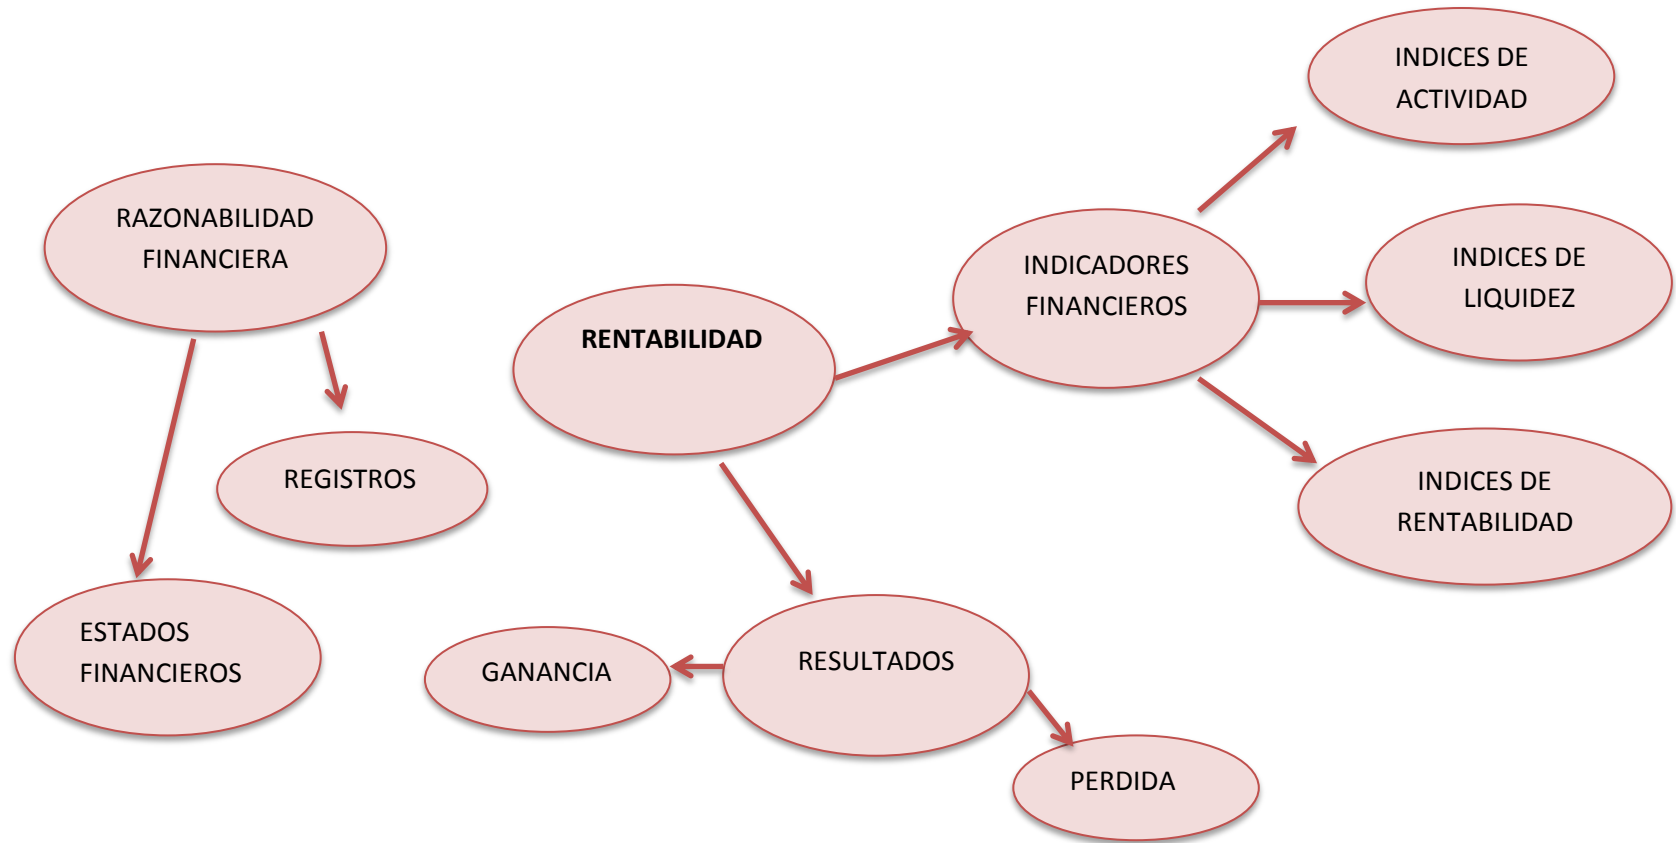 INDICES DE
ACTIVIDAD
RAZONABILIDAD
FINANCIERA
INDICADORES
FINANCIEROS
INDICES DE
LIQUIDEZ
RENTABILIDAD
REGISTROS
INDICES DE
RENTABILIDAD
ESTADOS
FINANCIEROS
GANANCIA
RESULTADOS
PERDIDA